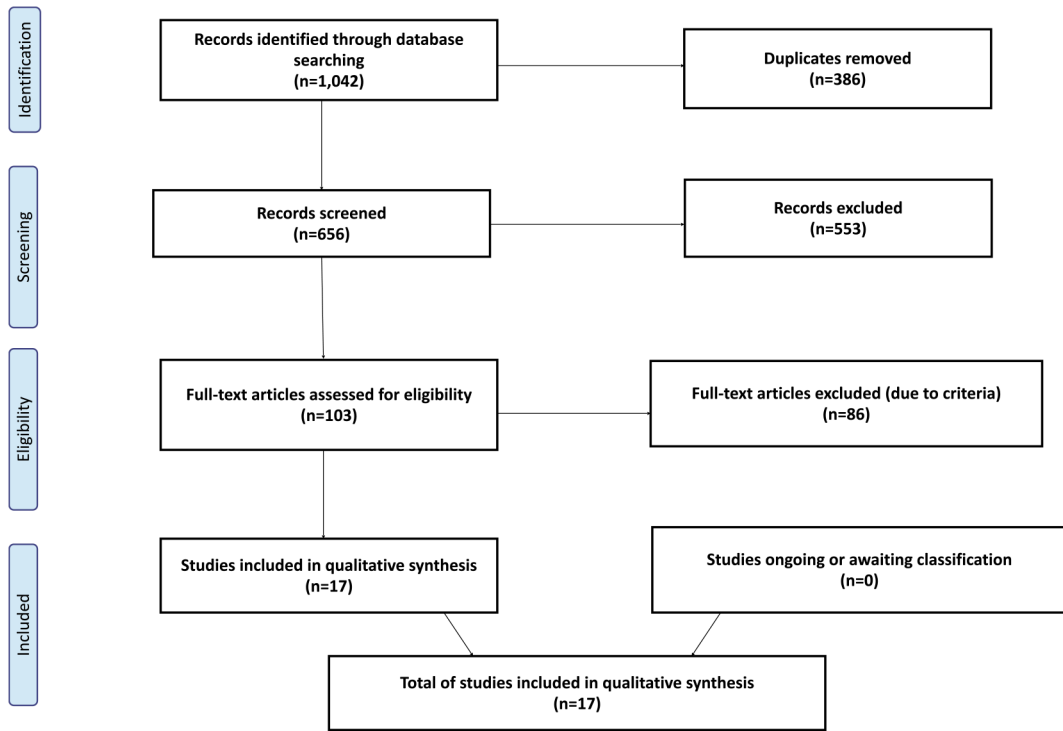 Identification
Records identified through database
searching
(n=1,042)
Duplicates removed
(n=386)
Screening
Records screened
(n=656)
Records excluded
(n=553)
Eligibility
Full-text articles assessed for eligibility
(n=103)
Full-text articles excluded (due to criteria)
(n=86)
Included
Studies included in qualitative synthesis
(n=17)
Studies ongoing or awaiting classification
(n=0)
Total of studies included in qualitative synthesis
(n=17)